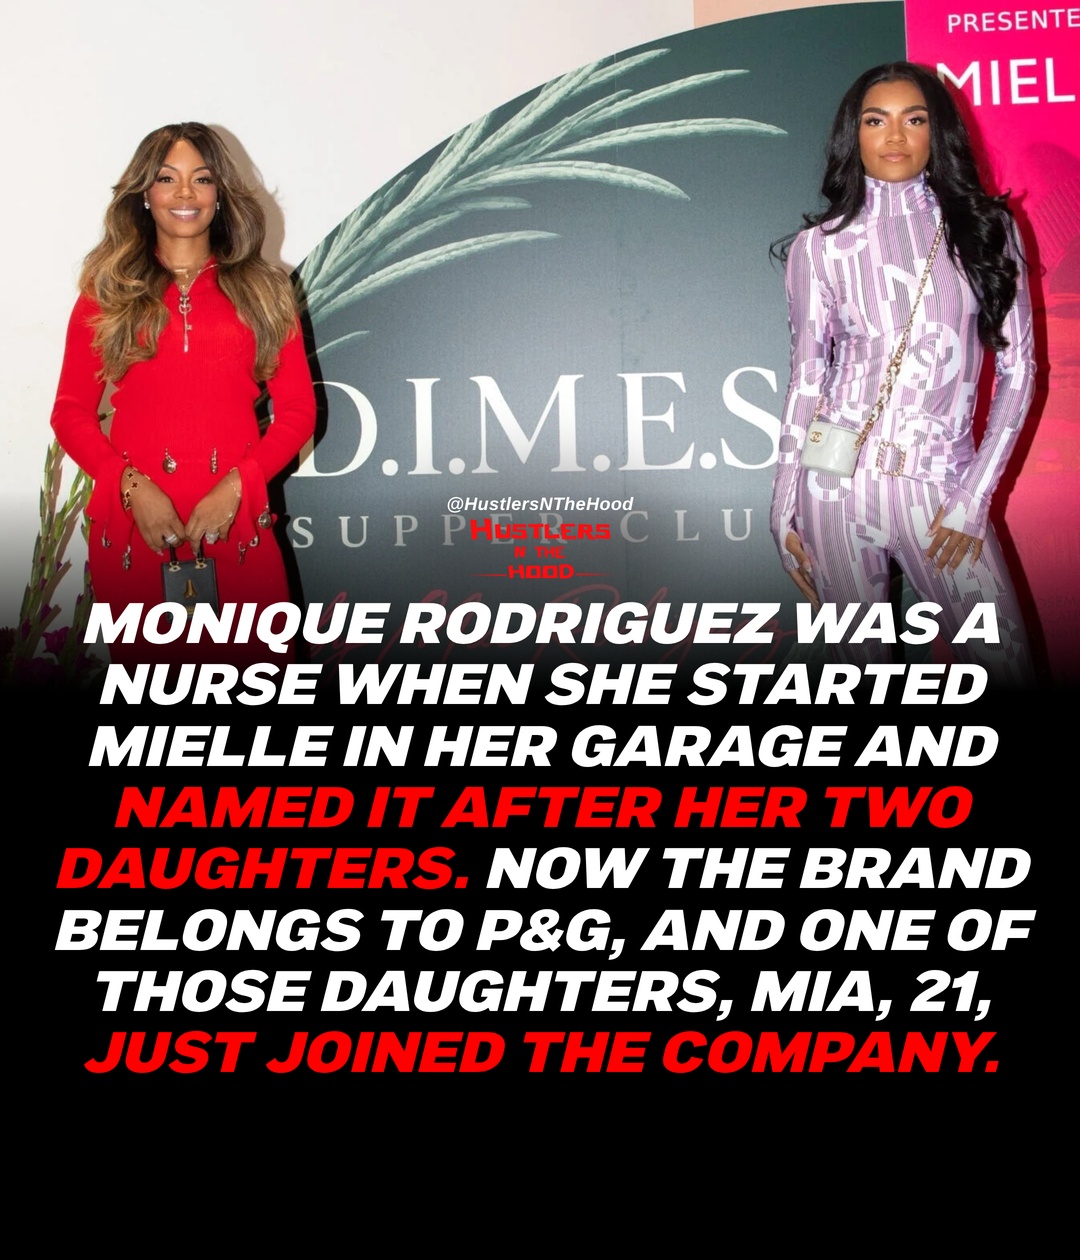 PRESENTE
MIEL
D.I.M.E.S
SUPPER CLU
@HustlersNTheHood
HUSTLERS
N THE
HOOD
MONIQUE RODRIGUEZ WAS A
NURSE WHEN SHE STARTED
MIELLE IN HER GARAGE AND
NAMED IT AFTER HER TWO
DAUGHTERS. NOW THE BRAND
BELONGS TO P&G, AND ONE OF
THOSE DAUGHTERS, MIA, 21,
JUST JOINED THE COMPANY.